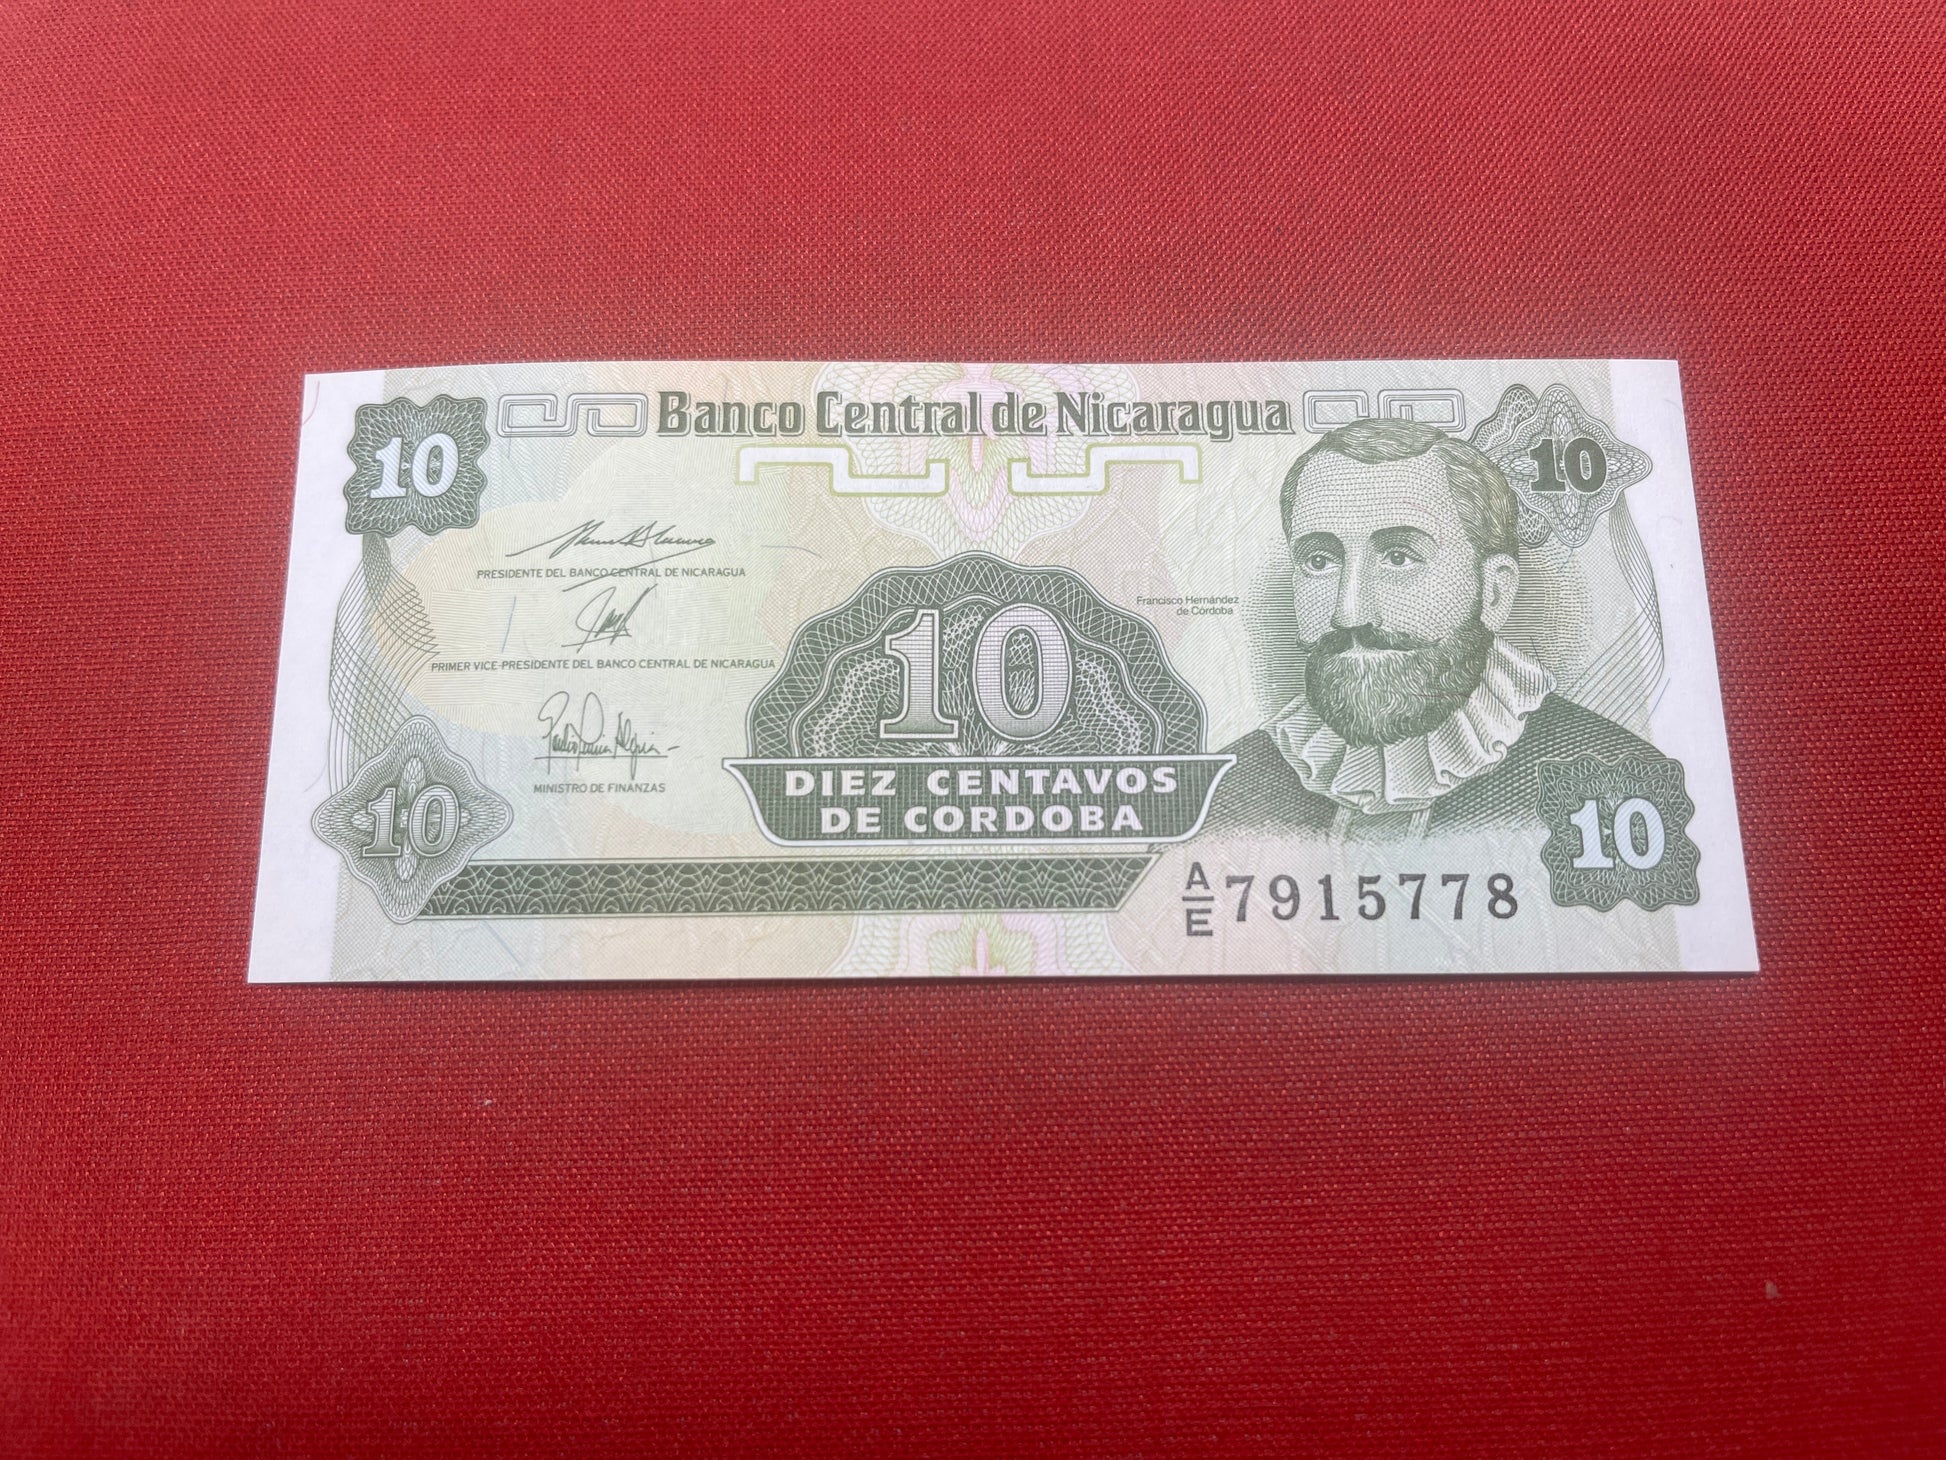 Banco Central de Nicaragua
10
10
PRESIDENTE DEL BANCO CENTRAL DE NICARAGUA
Francisco Hernández
de Córdoba
10
PRIMER VICE-PRESIDENTE DEL BANCO CENTRAL DE NICARAGUA
MINISTRO DE FINANZAS
DIEZ CENTAVOS
DE CORDOBA
10
10
A/E 7915778